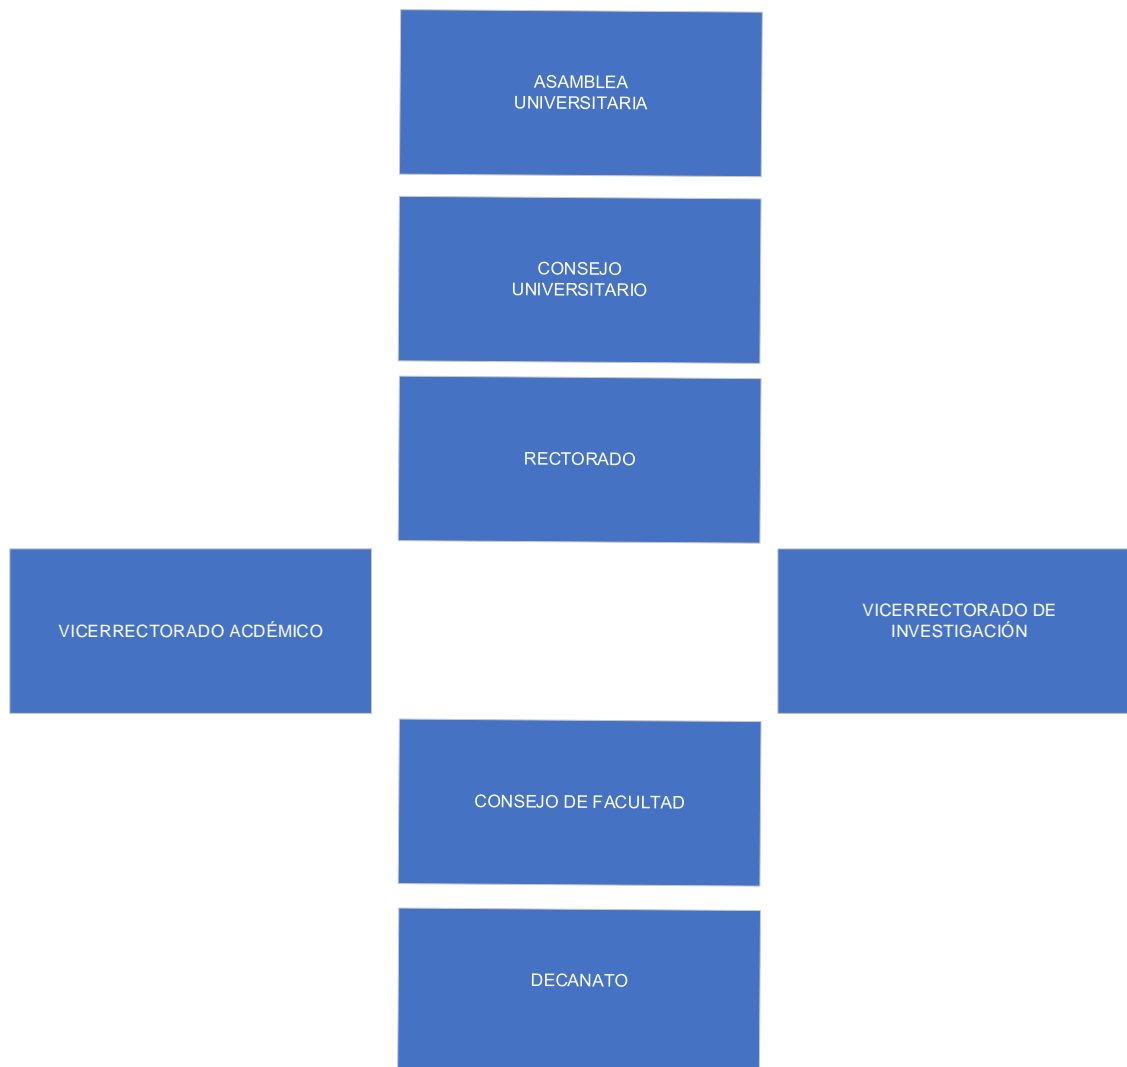 ASAMBLEA
UNIVERSITARIA
CONSEJO
UNIVERSITARIO
RECTORADO
VICERRECTORADO ACDÉMICO
VICERRECTORADO DE
INVESTIGACIÓN
CONSEJO DE FACULTAD
DECANATO